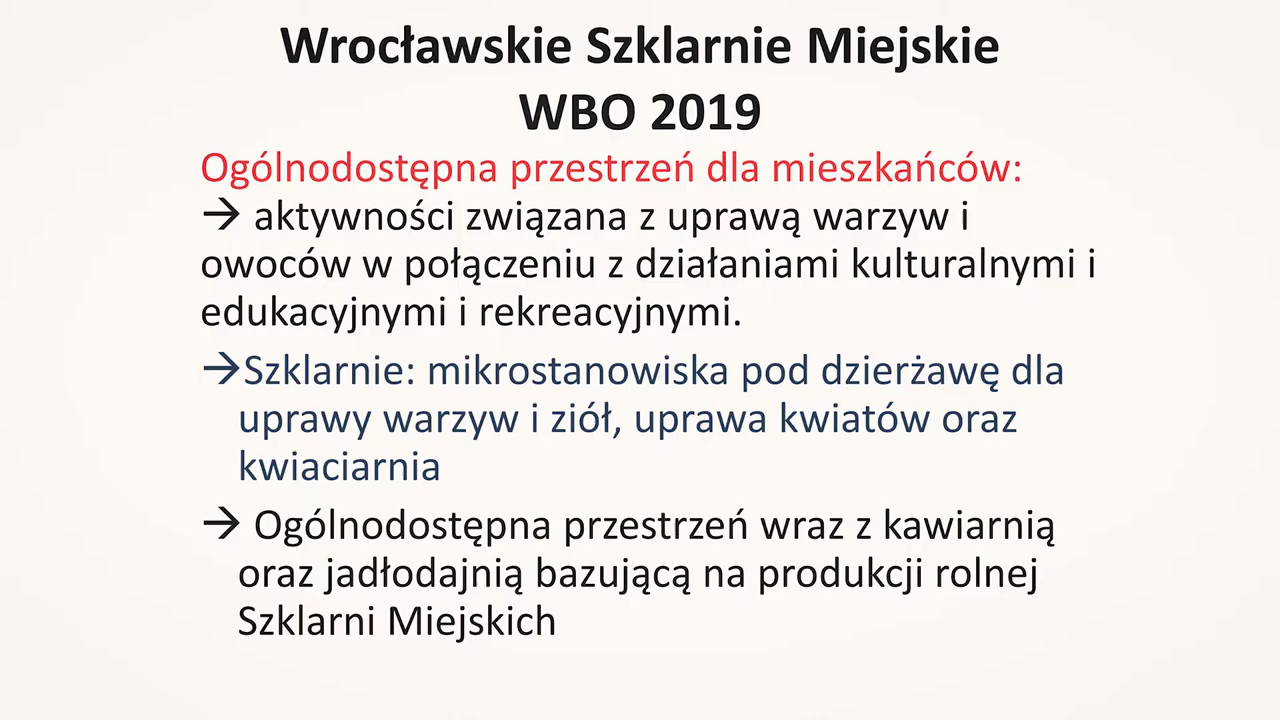 Wrocławskie Szklarnie Miejskie
WBO 2019
Ogólnodostępna przestrzeń dla mieszkańców:
→ aktywności związana z uprawą warzyw i
owoców w połączeniu z działaniami kulturalnymi i
edukacyjnymi i rekreacyjnymi.
→Szklarnie: mikrostanowiska pod dzierżawę dla
uprawy warzyw i ziół, uprawa kwiatów oraz
kwiaciarnia
→ Ogólnodostępna przestrzeń wraz z kawiarnią
oraz jadłodajnią bazującą na produkcji rolnej
Szklarni Miejskich